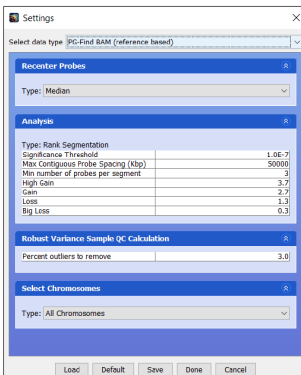 Settings
Select data type PG-Find BAM (reference based)
Recenter Probes
Type: Median
Analysis
Type: Rank Segmentation
Significance Threshold 1.0E-7
Max Contiguous Probe Spacing (Kbp) 50000
Min number of probes per segment 3
High Gain 3.7
Gain 2.7
Loss 1.3
Big Loss 0.3
Robust Variance Sample QC Calculation
Percent outliers to remove 3.0
Select Chromosomes
Type: All Chromosomes
Load Default Save Done Cancel